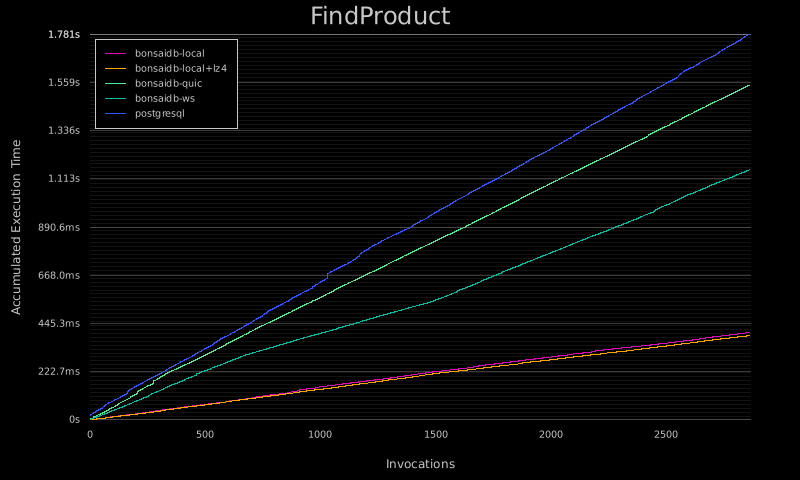 FindProduct
1.781s
1.559s
1.336s
1.113s
890.6ms
668.0ms
445.3ms
222.7ms
0s
bonsaidb-local
bonsaidb-local+lz4
bonsaidb-quic
bonsaidb-ws
postgresql
Accumulated Execution Time
0 500 1000 1500 2000 2500
Invocations